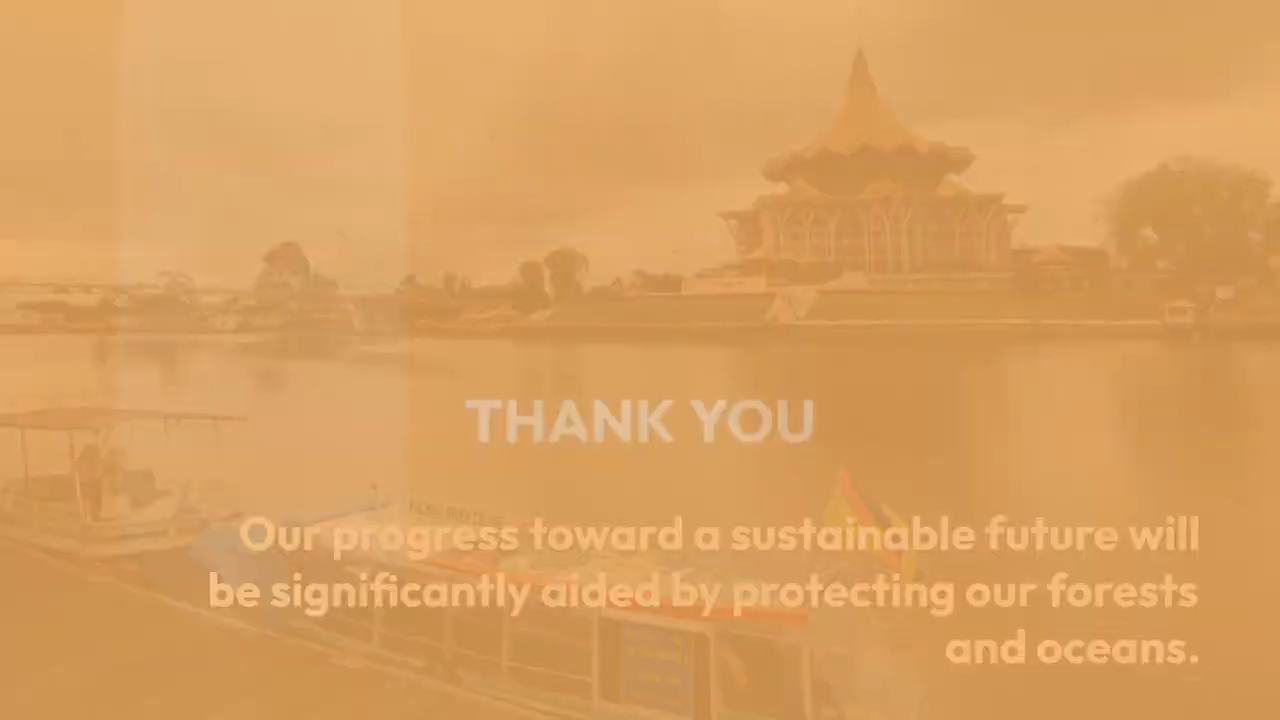 THANK YOU
Our progress toward a sustainable future will
be significantly aided by protecting our forests
and oceans.